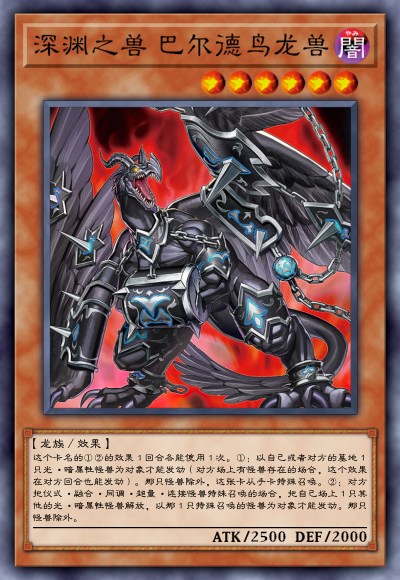 深渊之兽 巴尔德鸟龙兽
やみ
闇
【龙族/效果】
这个卡名的①②的效果1回合各能使用1次。①：以自己或者对方的墓地1
只光·暗属性怪兽为对象才能发动（对方场上有怪兽存在的场合，这个效果
在对方回合也能发动）。那只怪兽除外，这张卡从手卡特殊召唤。②：对
方把仪式·融合·同调·超量·连接怪兽特殊召唤的场合，把自己场上1只其
他的光·暗属性怪兽解放，以那1只特殊召唤的怪兽为对象才能发动。那只
怪兽除外。
ATK/2500 DEF/2000